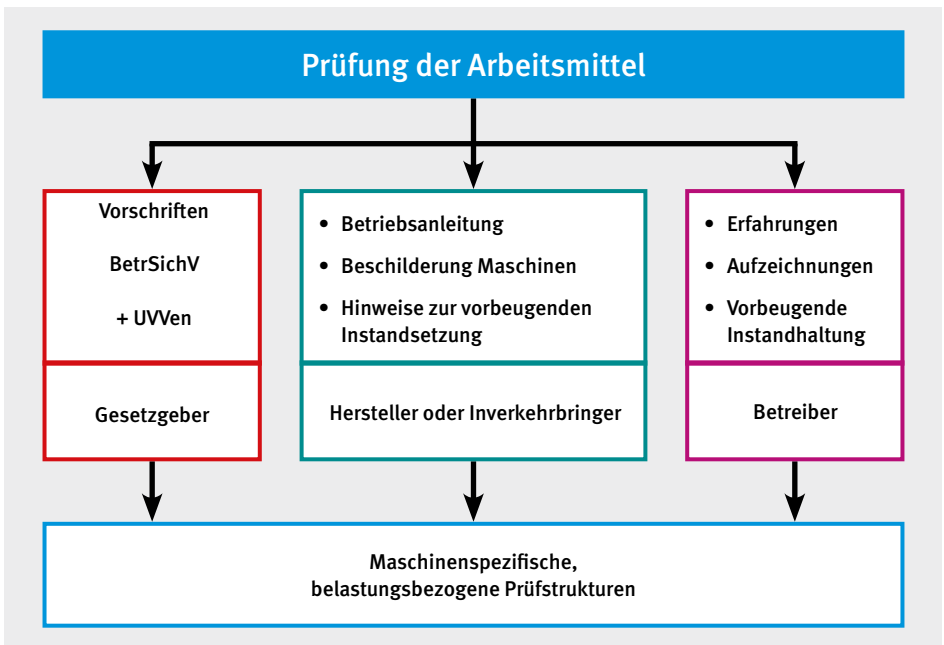 Prüfung der Arbeitsmittel
Vorschriften
BetrSichV
+ UVVen
Gesetzgeber
• Betriebsanleitung
• Beschilderung Maschinen
• Hinweise zur vorbeugenden
Instandsetzung
Hersteller oder Inverkehrbringer
• Erfahrungen
• Aufzeichnungen
• Vorbeugende
Instandhaltung
Betreiber
Maschinenspezifische,
belastungsbezogene Prüfstrukturen